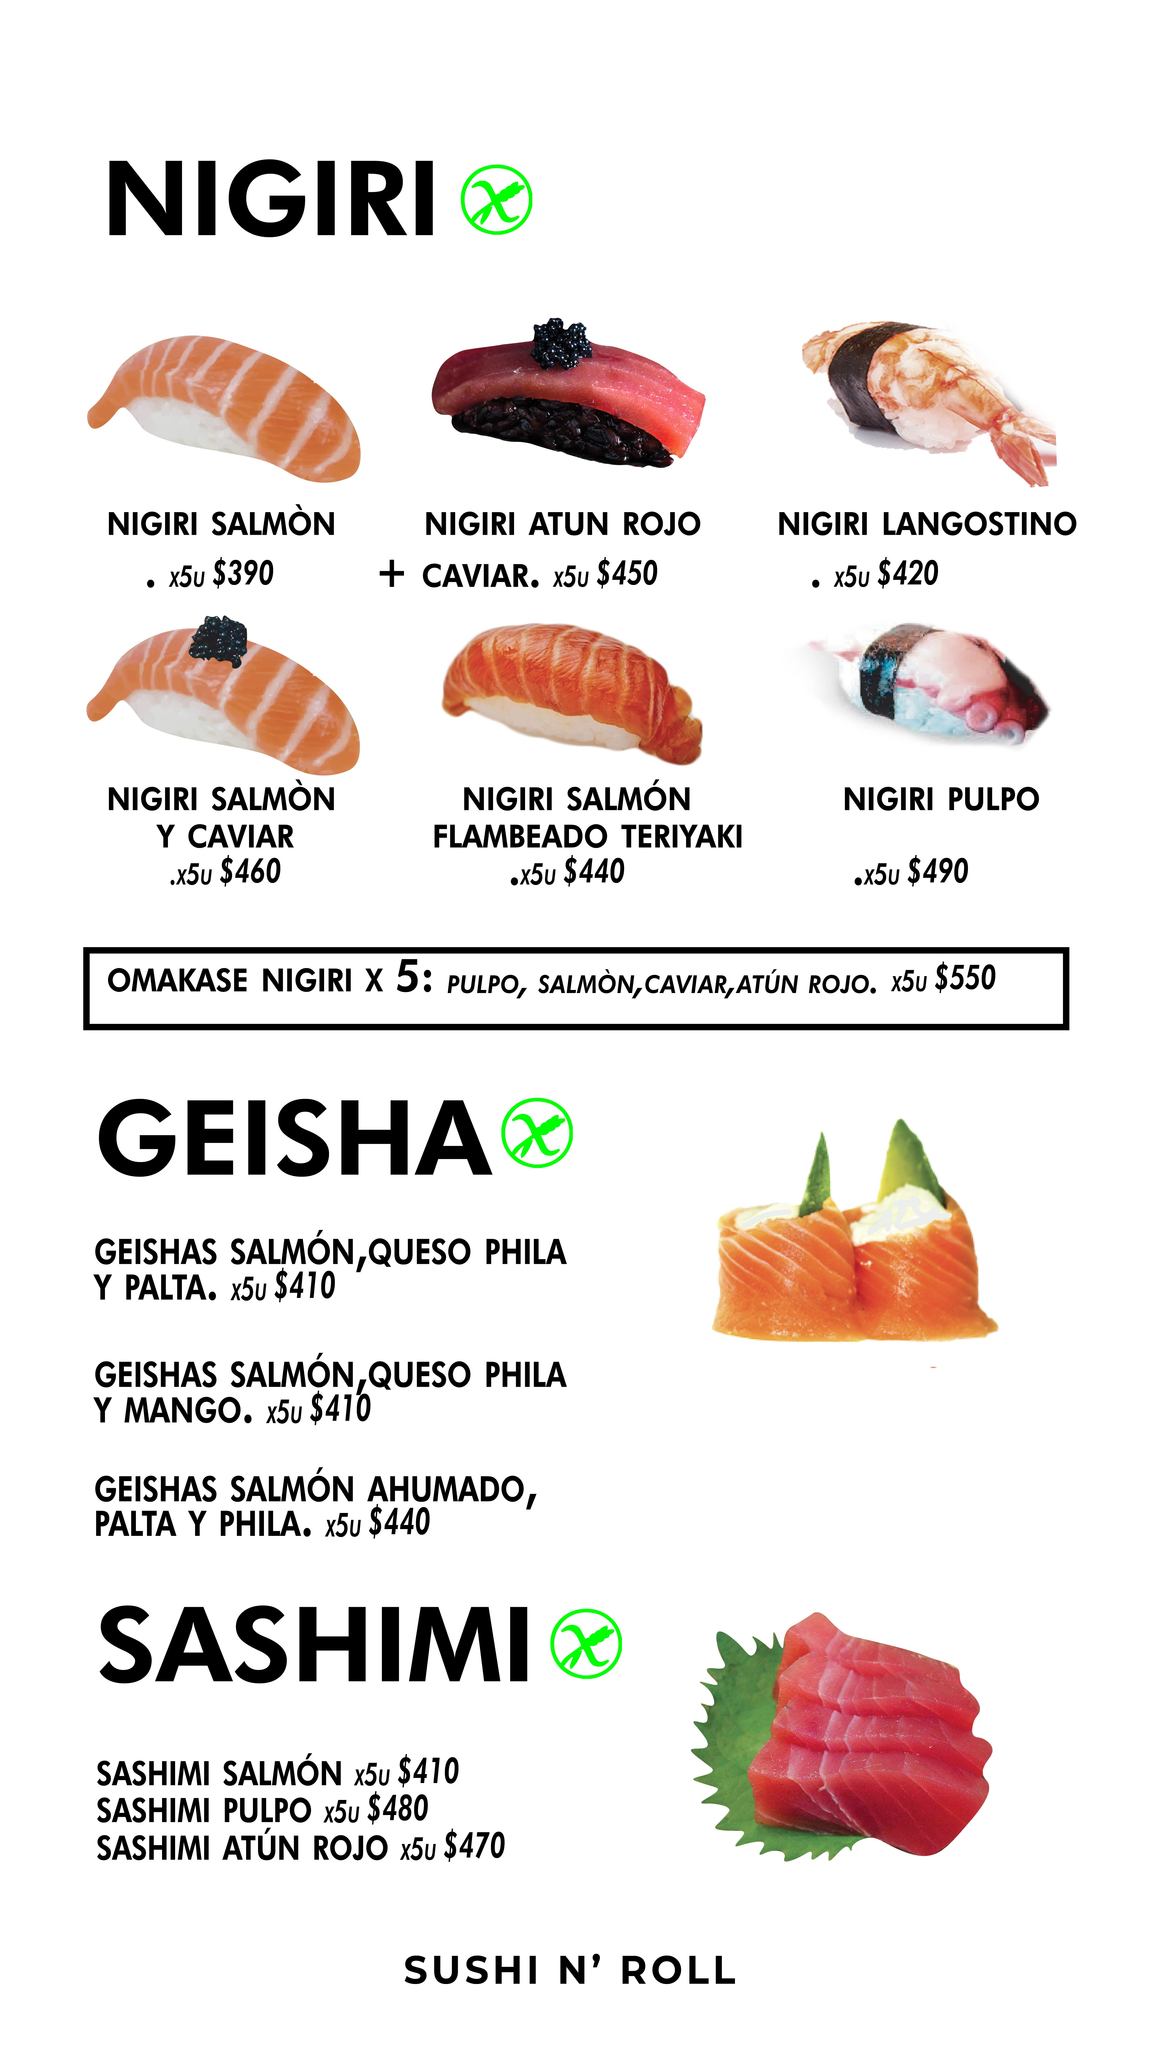 NIGIRI
NIGIRI SALMÒN
. x5U $390
NIGIRI ATUN ROJO
+ CAVIAR. x5U $450
NIGIRI LANGOSTINO
. x5U $420
NIGIRI SALMÒN
Y CAVIAR
.x5U $460
NIGIRI SALMÓN
FLAMBEADO TERIYAKI
.x5U $440
NIGIRI PULPO
.x5U $490
OMAKASE NIGIRI X 5: PULPO, SALMÒN,CAVIAR,ATÚN ROJO. x5U $550
GEISHA
GEISHAS SALMÓN,QUESO PHILA
Y PALTA. x5U $410
GEISHAS SALMÓN,QUESO PHILA
Y MANGO. x5U $410
GEISHAS SALMÓN AHUMADO,
PALTA Y PHILA. x5U $440
SASHIMI
SASHIMI SALMÓN x5U $410
SASHIMI PULPO x5U $480
SASHIMI ATÚN ROJO x5U $470
SUSHI N’ ROLL